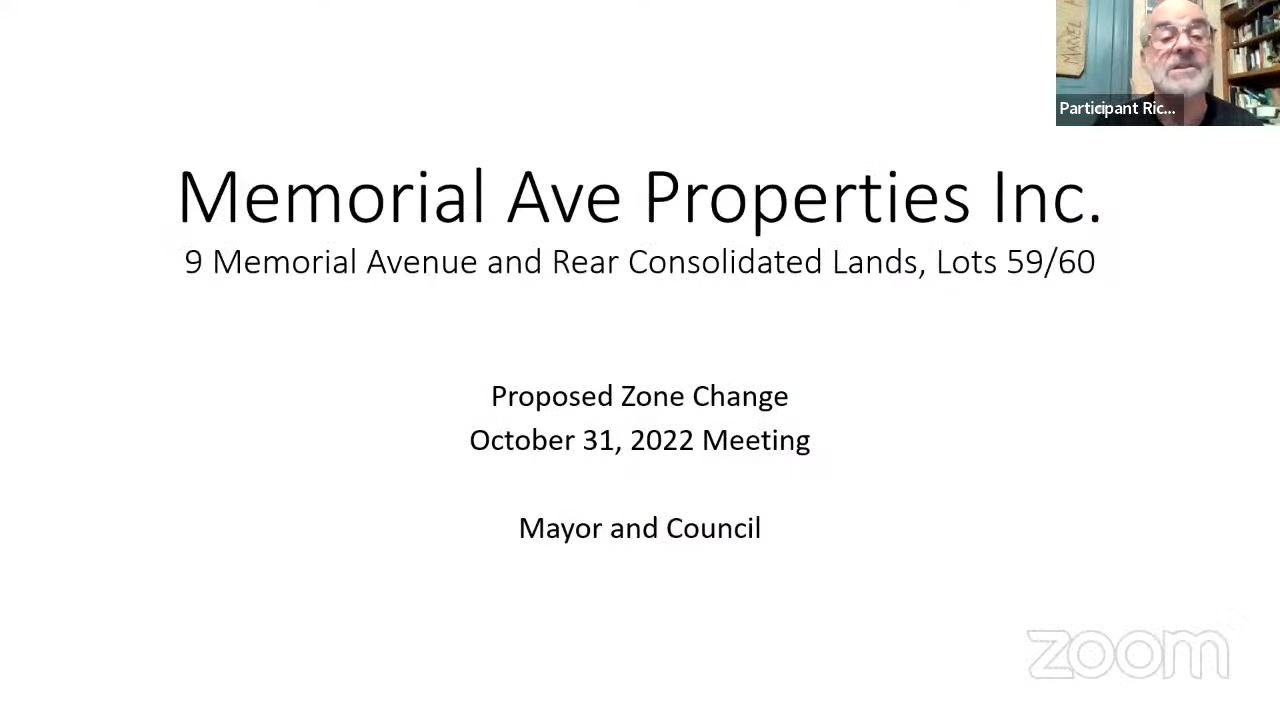 MARVEL
Participant Ric...
Memorial Ave Properties Inc.
9 Memorial Avenue and Rear Consolidated Lands, Lots 59/60
Proposed Zone Change
October 31, 2022 Meeting
Mayor and Council
zoom